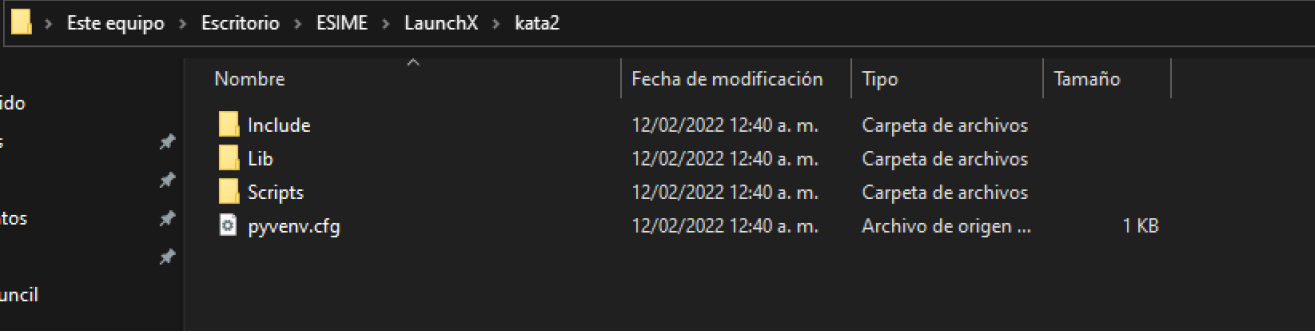 Este equipo > Escritorio > ESIME > LaunchX > kata2
Nombre Fecha de modificación Tipo Tamaño
ido
Include 12/02/2022 12:40 a. m. Carpeta de archivos
s
Lib 12/02/2022 12:40 a. m. Carpeta de archivos
Scripts 12/02/2022 12:40 a. m. Carpeta de archivos
tos
pyvenv.cfg 12/02/2022 12:40 a. m. Archivo de origen ... 1 KB
uncil